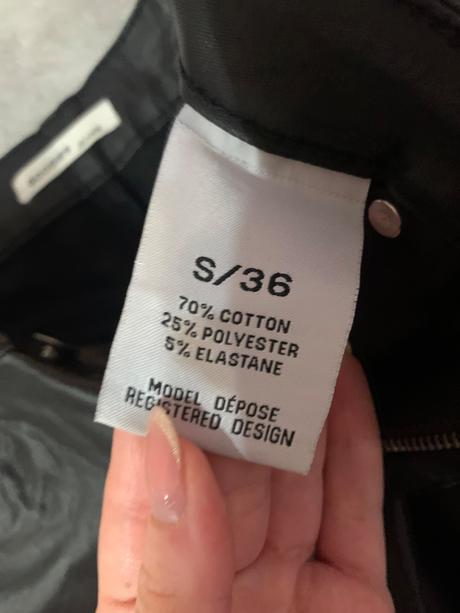 S/36
70% COTTON
25% POLYESTER
5% ELASTANE
MODEL DÉPOSE
REGISTERED DESIGN